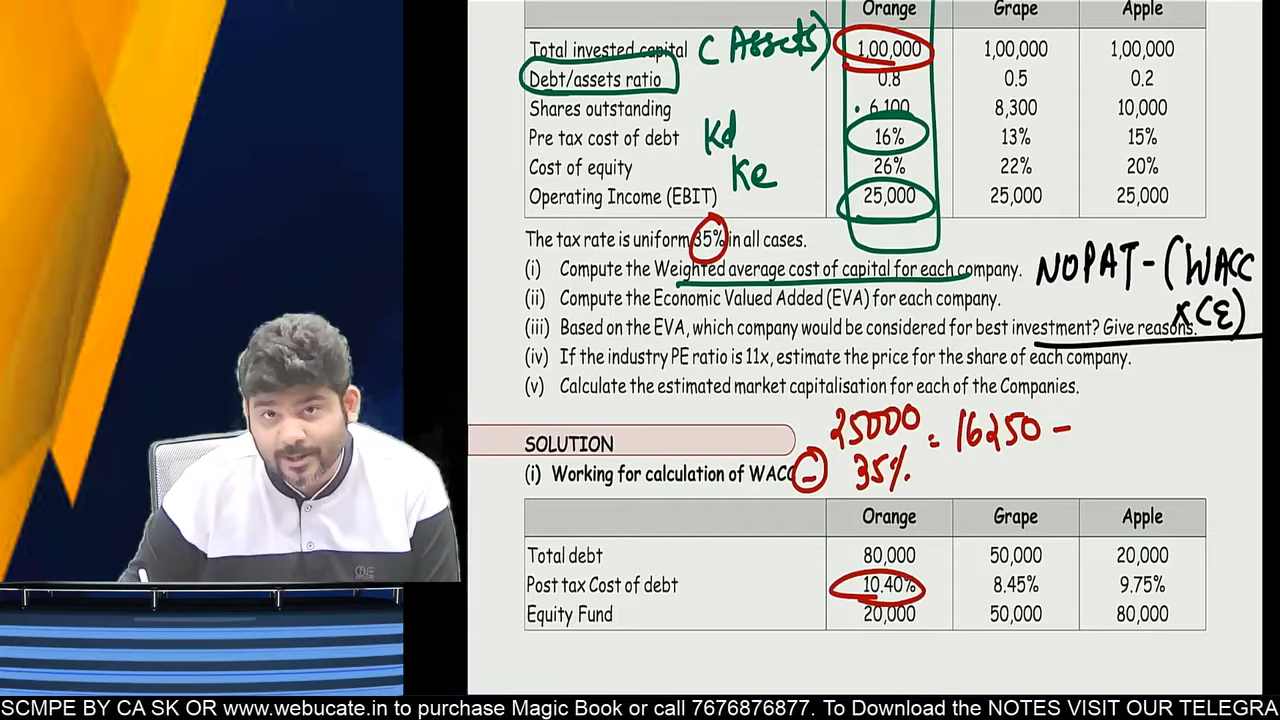 Orange Grape Apple
Total invested capital C Assets) 1,00,000 1,00,000 1,00,000
Debt/assets ratio 0.8 0.5 0.2
Shares outstanding 6,100 8,300 10,000
Pre tax cost of debt Kd 16% 13% 15%
Cost of equity Ke 26% 22% 20%
Operating Income (EBIT) 25,000 25,000 25,000
The tax rate is uniform 35% in all cases.
(i) Compute the Weighted average cost of capital for each company.
NOPAT - (WACC
x CE)
(ii) Compute the Economic Valued Added (EVA) for each company.
(iii) Based on the EVA, which company would be considered for best investment? Give reasons.
(iv) If the industry PE ratio is 11x, estimate the price for the share of each company.
(v) Calculate the estimated market capitalisation for each of the Companies.
25000 = 16250 -
- 35%
SOLUTION
(i) Working for calculation of WACC
Orange Grape Apple
Total debt 80,000 50,000 20,000
Post tax Cost of debt 10.40% 8.45% 9.75%
Equity Fund 20,000 50,000 80,000
SCMPE BY CA SK OR www.webucate.in to purchase Magic Book or call 7676876877. To Download the NOTES VISIT OUR TELEGRA